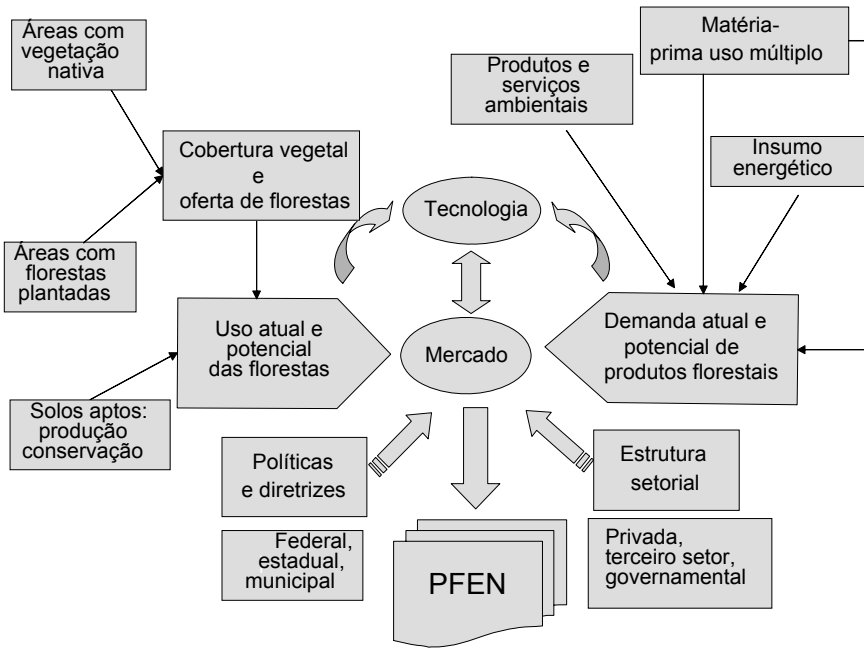 Áreas com
vegetação
nativa
Matéria-
prima uso múltiplo
Produtos e
serviços
ambientais
Insumo
energético
Cobertura vegetal
e
oferta de florestas
Tecnologia
Áreas com
florestas
plantadas
Uso atual e
potencial
das florestas
Mercado
Demanda atual e
potencial de
produtos florestais
Solos aptos:
produção
conservação
Políticas
e diretrizes
Estrutura
setorial
Federal,
estadual,
municipal
PFEN
Privada,
terceiro setor,
governamental